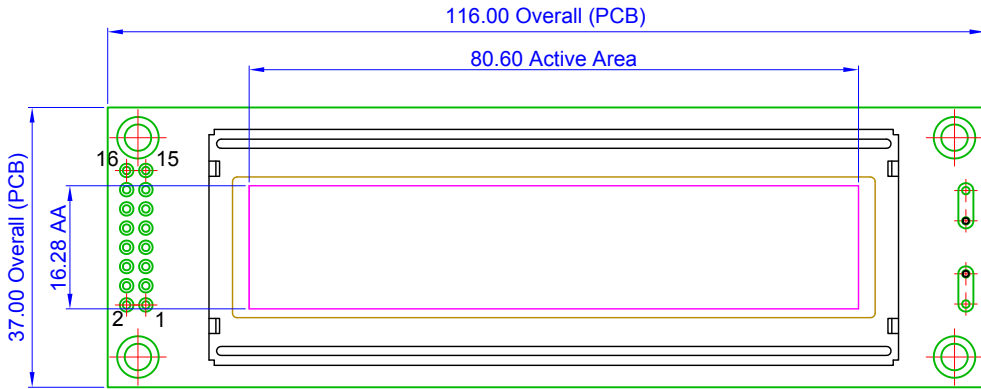 116.00 Overall (PCB)
80.60 Active Area
16 15
37.00 Overall (PCB)
16.28 AA
2 1